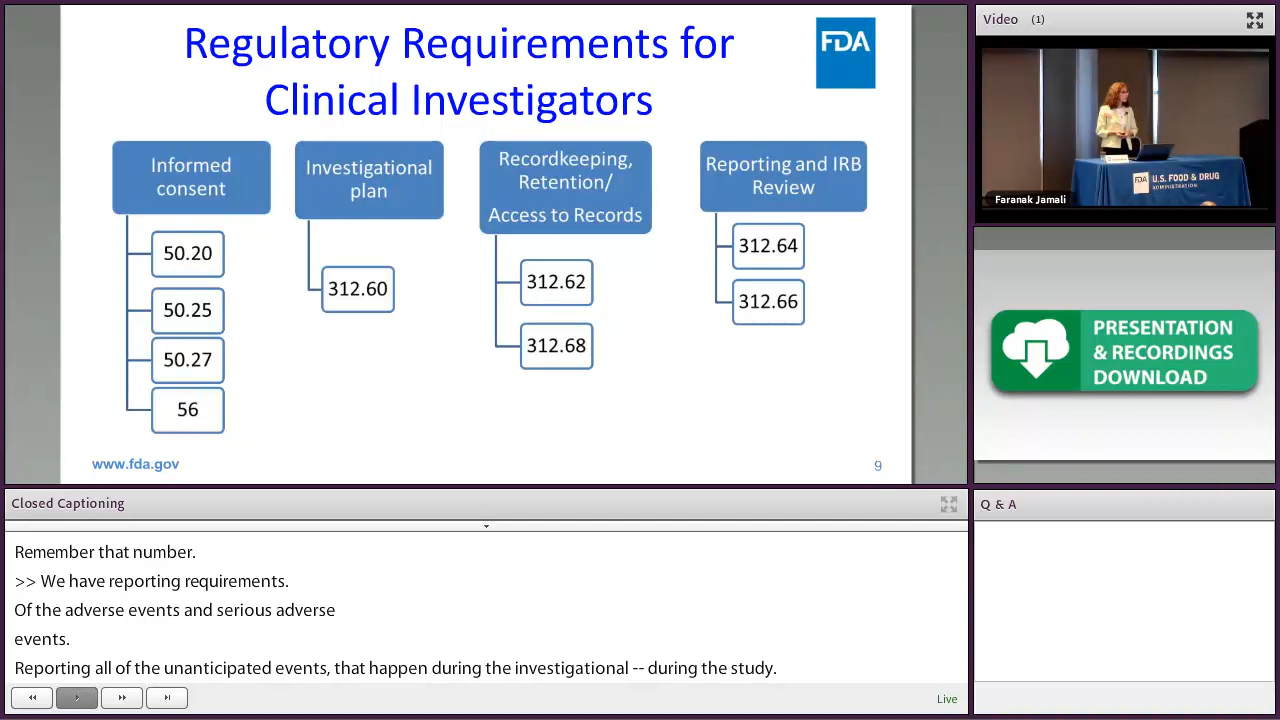 Regulatory Requirements for
Clinical Investigators
FDA
Informed
consent
50.20
50.25
50.27
56
Investigational
plan
312.60
Recordkeeping,
Retention/
Access to Records
312.62
312.68
Reporting and IRB
Review
312.64
312.66
www.fda.gov
9
Video (1)
FDA U.S. FOOD & DRUG
ADMINISTRATION
Faranak Jamali
PRESENTATION
& RECORDINGS
DOWNLOAD
Closed Captioning
Remember that number.
>> We have reporting requirements.
Of the adverse events and serious adverse
events.
Reporting all of the unanticipated events, that happen during the investigational -- during the study.
Live
Q & A